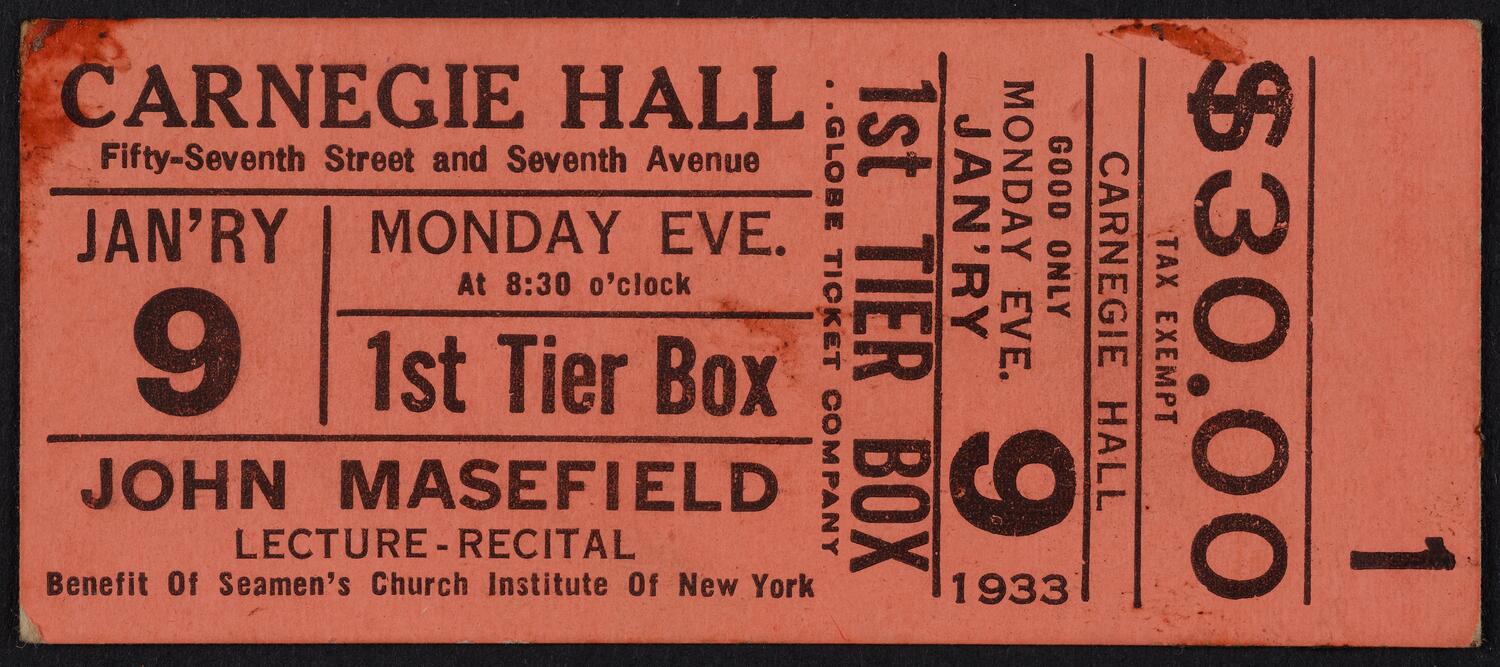 CARNEGIE HALL
Fifty-Seventh Street and Seventh Avenue
JAN'RY
9
MONDAY EVE.
At 8:30 o'clock
1st Tier Box
JOHN MASEFIELD
LECTURE-RECITAL
Benefit Of Seamen's Church Institute Of New York
..GLOBE TICKET COMPANY
1st TIER BOX
GOOD ONLY
MONDAY EVE.
JAN'RY
9
1933
CARNEGIE HALL
TAX EXEMPT
$30.00
1